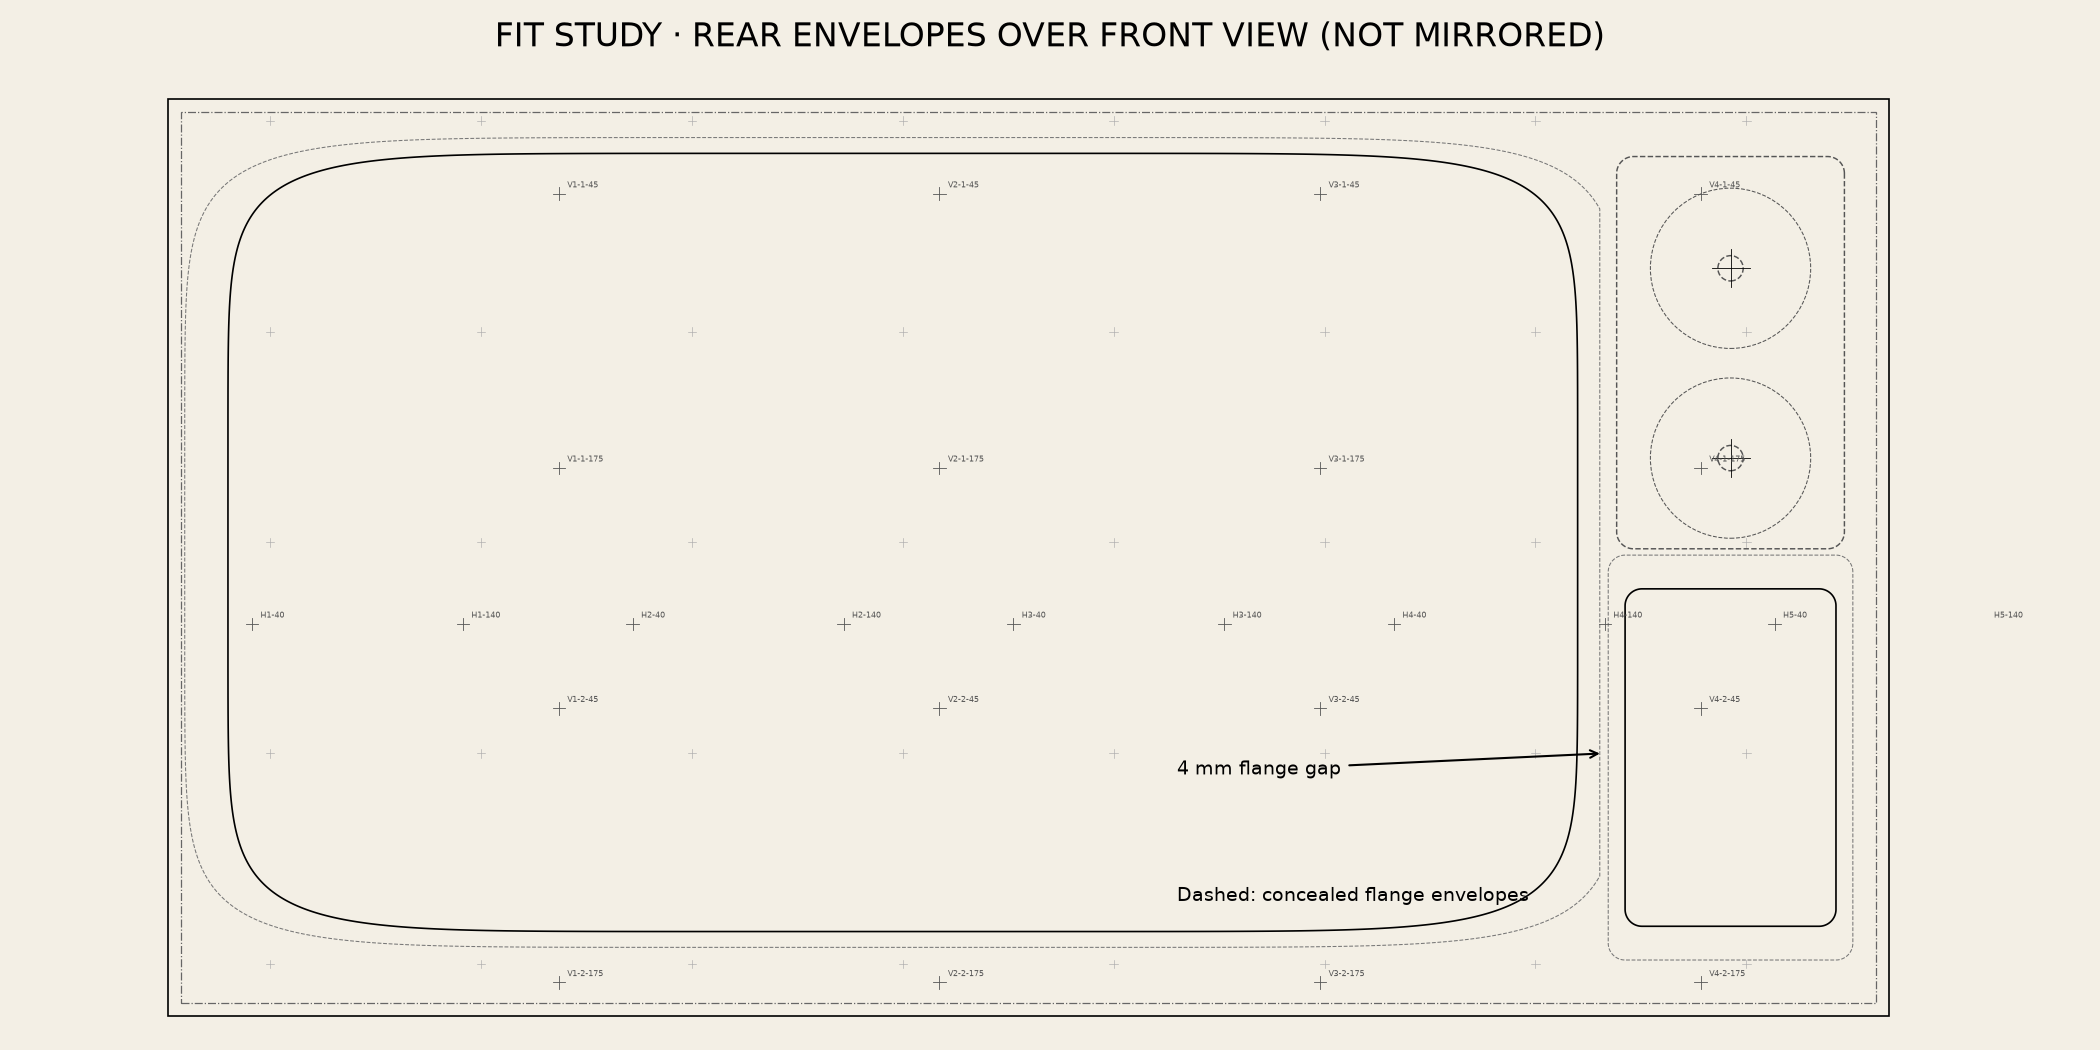 FIT STUDY · REAR ENVELOPES OVER FRONT VIEW (NOT MIRRORED)
V1-1-45
V2-1-45
V3-1-45
V4-1-45
V1-1-175
V2-1-175
V3-1-175
V4-1-175
H1-40
H1-140
H2-40
H2-140
H3-40
H3-140
H4-40
H4-140
H5-40
H5-140
V1-2-45
V2-2-45
V3-2-45
V4-2-45
4 mm flange gap
Dashed: concealed flange envelopes
V1-2-175
V2-2-175
V3-2-175
V4-2-175